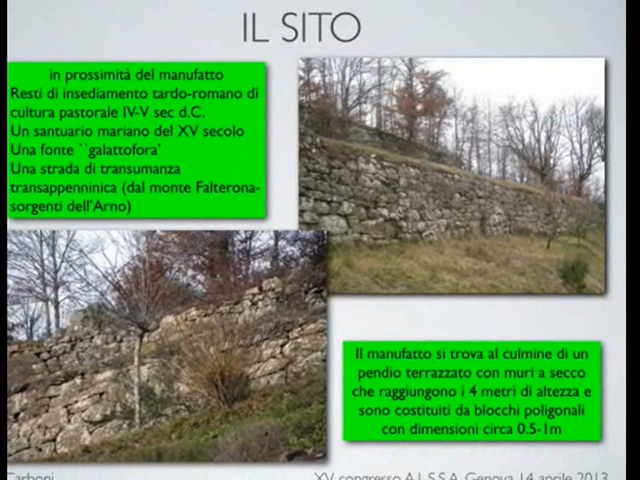 IL SITO
in prossimità del manufatto
Resti di insediamento tardo-romano di
cultura pastorale IV-V sec d.C.
Un santuario mariano del XV secolo
Una fonte ``galattofora'
Una strada di transumanza
transappenninica (dal monte Falterona-
sorgenti dell'Arno)
Il manufatto si trova al culmine di un
pendio terrazzato con muri a secco
che raggiungono i 4 metri di altezza e
sono costituiti da blocchi poligonali
con dimensioni circa 0.5-1m
Carboni
XV congresso A.I.S.S.A. Genova 14 aprile 2013